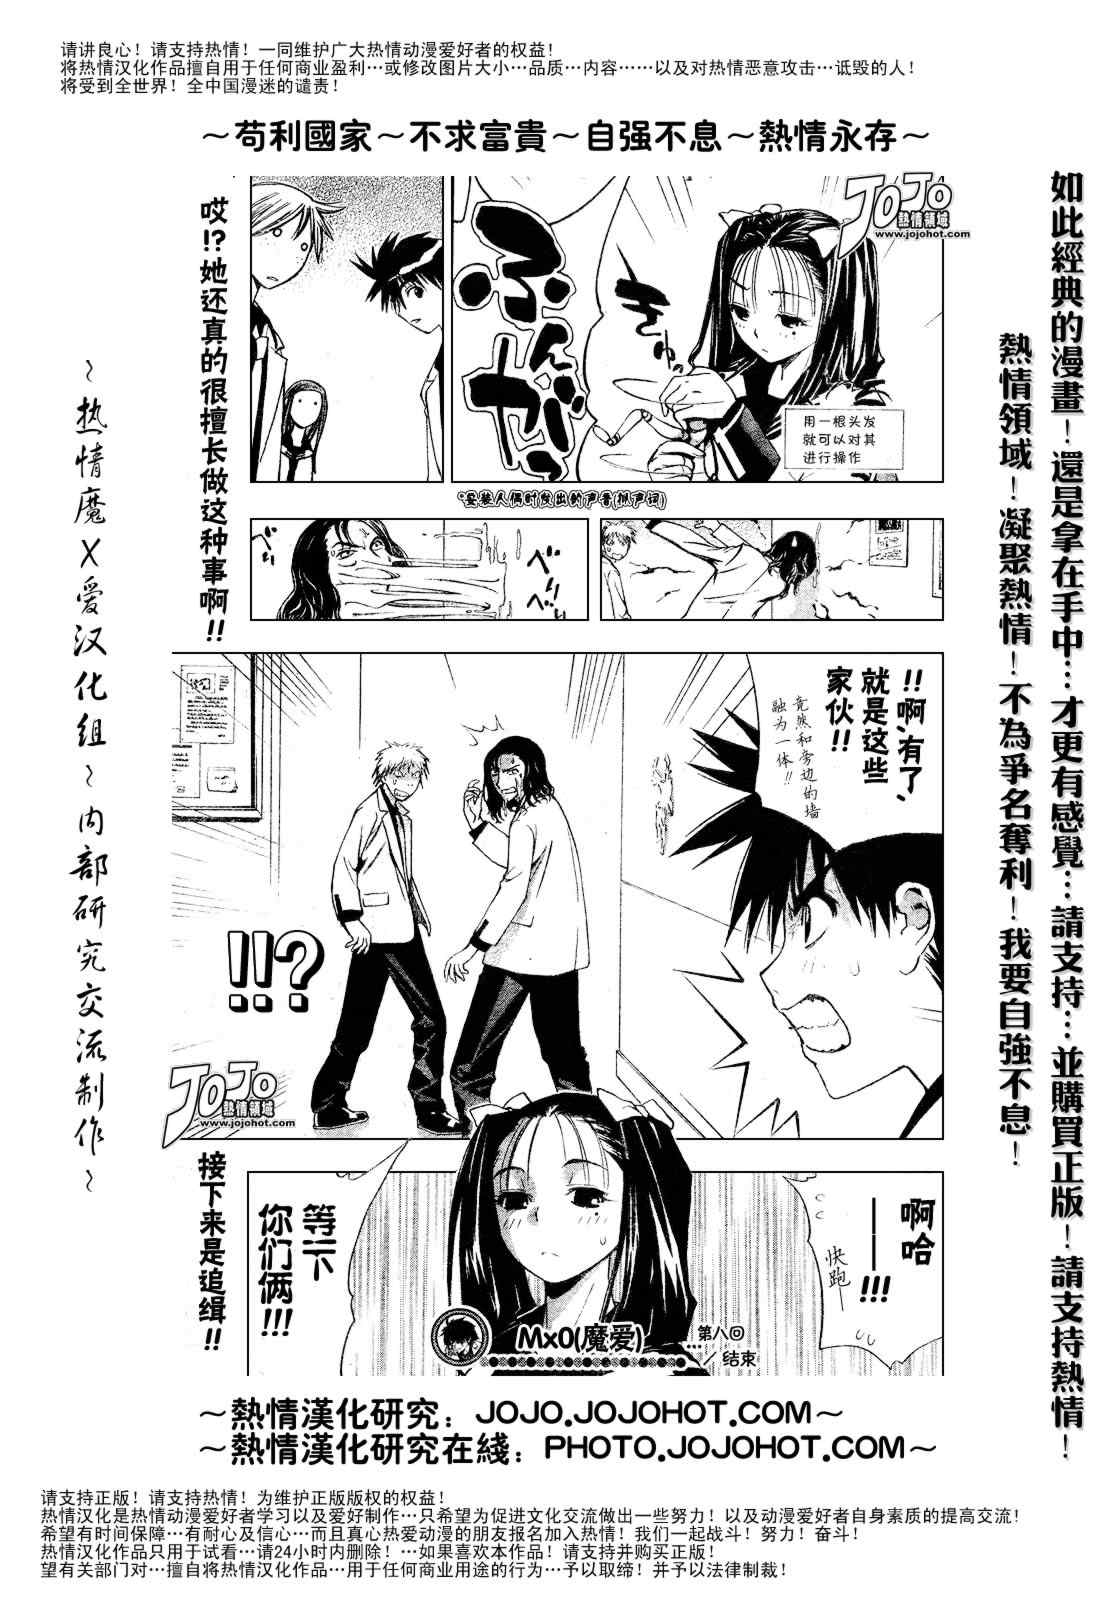 请讲良心！请支持热情！一同维护广大热情动漫爱好者的权益！
将热情汉化作品擅自用于任何商业盈利…或修改图片大小…品质…内容……以及对热情恶意攻击…诋毁的人！
将受到全世界！全中国漫迷的谴责！
～苟利國家～不求富貴～自强不息～熱情永存～
如此經典的漫畫！還是拿在手中…才更有感覺…請支持…並購買正版！請支持熱情！
熱情領域！凝聚熱情！不為爭名奪利！我要自強不息！
JOJO
熱情領域
www.jojohot.com
ふんがっ
用一根头发
就可以对其
进行操作
*安装人偶时发出的声音(拟声词)
哎!?她还真的很擅长做这种事啊!!
～热情魔X爱汉化组～内部研究交流制作～
べ
べ
!!啊,有了、
就是这些
家伙!!
竟然和旁边的墙
融为一体!!
!!?
JOJO
熱情領域
www.jojohot.com
啊哈
——!!!
快跑—
等一下
你们俩!!!
接下来是追缉!!
Mx0(魔爱)
…第八回
／结束
～熱情漢化研究：JOJO.JOJOHOT.COM～
～熱情漢化研究在綫：PHOTO.JOJOHOT.COM～
请支持正版！请支持热情！为维护正版版权的权益！
热情汉化是热情动漫爱好者学习以及爱好制作…只希望为促进文化交流做出一些努力！以及动漫爱好者自身素质的提高交流！
希望有时间保障…有耐心及信心…而且真心热爱动漫的朋友报名加入热情！我们一起战斗！努力！奋斗！
热情汉化作品只用于试看…请24小时内删除！…如果喜欢本作品！请支持并购买正版！
望有关部门对…擅自将热情汉化作品…用于任何商业用途的行为…予以取缔！并予以法律制裁！